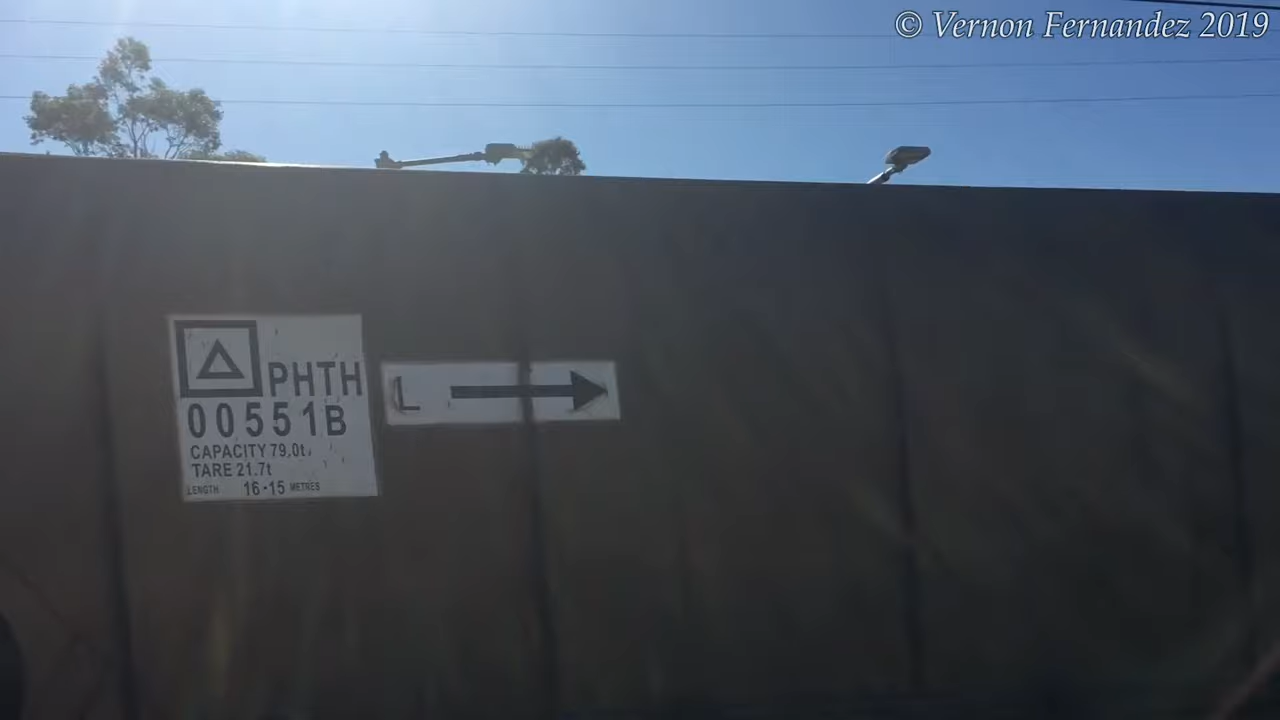 © Vernon Fernandez 2019
PHTH
00551B
CAPACITY 79.0t
TARE 21.7t
LENGTH 16-15 METRES
L